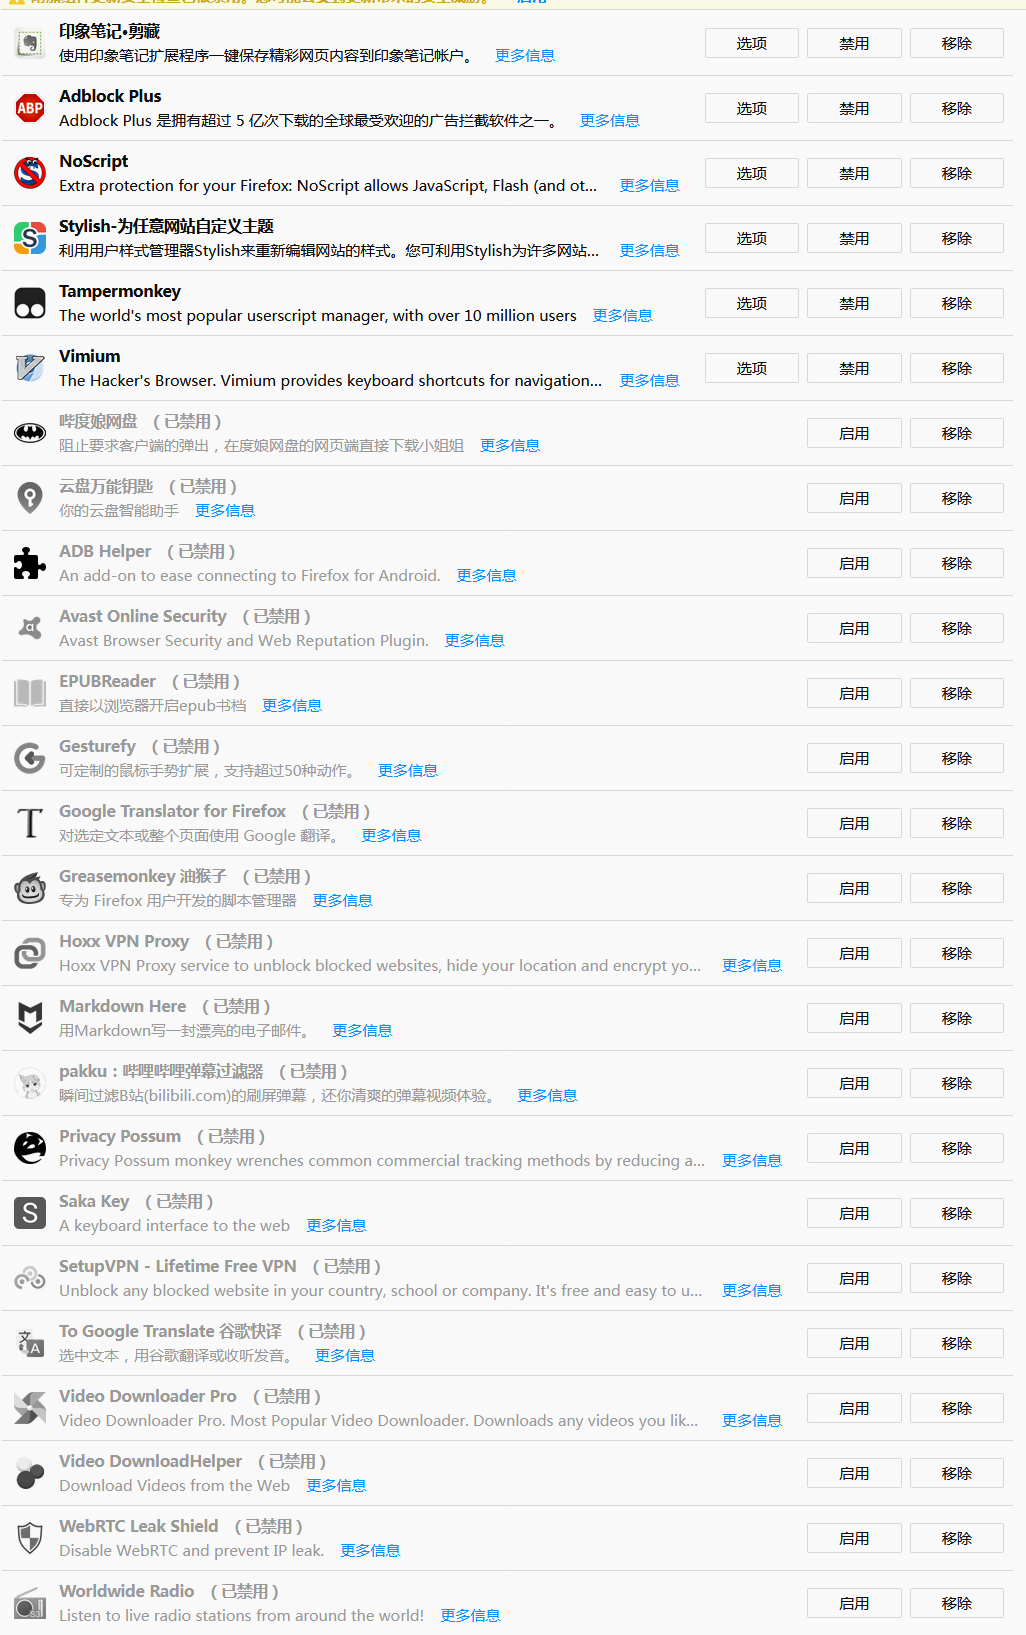 启用
印象笔记•剪藏
使用印象笔记扩展程序一键保存精彩网页内容到印象笔记帐户。 更多信息
选项 禁用 移除
Adblock Plus
Adblock Plus 是拥有超过 5 亿次下载的全球最受欢迎的广告拦截软件之一。 更多信息
选项 禁用 移除
NoScript
Extra protection for your Firefox: NoScript allows JavaScript, Flash (and ot... 更多信息
选项 禁用 移除
Stylish-为任意网站自定义主题
利用用户样式管理器Stylish来重新编辑网站的样式。您可利用Stylish为许多网站... 更多信息
选项 禁用 移除
Tampermonkey
The world's most popular userscript manager, with over 10 million users 更多信息
选项 禁用 移除
Vimium
The Hacker's Browser. Vimium provides keyboard shortcuts for navigation... 更多信息
选项 禁用 移除
哔度娘网盘 （已禁用）
阻止要求客户端的弹出，在度娘网盘的网页端直接下载小姐姐 更多信息
启用 移除
云盘万能钥匙 （已禁用）
你的云盘智能助手 更多信息
启用 移除
ADB Helper （已禁用）
An add-on to ease connecting to Firefox for Android. 更多信息
启用 移除
Avast Online Security （已禁用）
Avast Browser Security and Web Reputation Plugin. 更多信息
启用 移除
EPUBReader （已禁用）
直接以浏览器开启epub书档 更多信息
启用 移除
Gesturefy （已禁用）
可定制的鼠标手势扩展，支持超过50种动作。 更多信息
启用 移除
Google Translator for Firefox （已禁用）
对选定文本或整个页面使用 Google 翻译。 更多信息
启用 移除
Greasemonkey 油猴子 （已禁用）
专为 Firefox 用户开发的脚本管理器 更多信息
启用 移除
Hoxx VPN Proxy （已禁用）
Hoxx VPN Proxy service to unblock blocked websites, hide your location and encrypt yo... 更多信息
启用 移除
Markdown Here （已禁用）
用Markdown写一封漂亮的电子邮件。 更多信息
启用 移除
pakku：哔哩哔哩弹幕过滤器 （已禁用）
瞬间过滤B站(bilibili.com)的刷屏弹幕，还你清爽的弹幕视频体验。 更多信息
启用 移除
Privacy Possum （已禁用）
Privacy Possum monkey wrenches common commercial tracking methods by reducing a... 更多信息
启用 移除
Saka Key （已禁用）
A keyboard interface to the web 更多信息
启用 移除
SetupVPN - Lifetime Free VPN （已禁用）
Unblock any blocked website in your country, school or company. It's free and easy to u... 更多信息
启用 移除
To Google Translate 谷歌快译 （已禁用）
选中文本，用谷歌翻译或收听发音。 更多信息
启用 移除
Video Downloader Pro （已禁用）
Video Downloader Pro. Most Popular Video Downloader. Downloads any videos you lik... 更多信息
启用 移除
Video DownloadHelper （已禁用）
Download Videos from the Web 更多信息
启用 移除
WebRTC Leak Shield （已禁用）
Disable WebRTC and prevent IP leak. 更多信息
启用 移除
Worldwide Radio （已禁用）
Listen to live radio stations from around the world! 更多信息
启用 移除